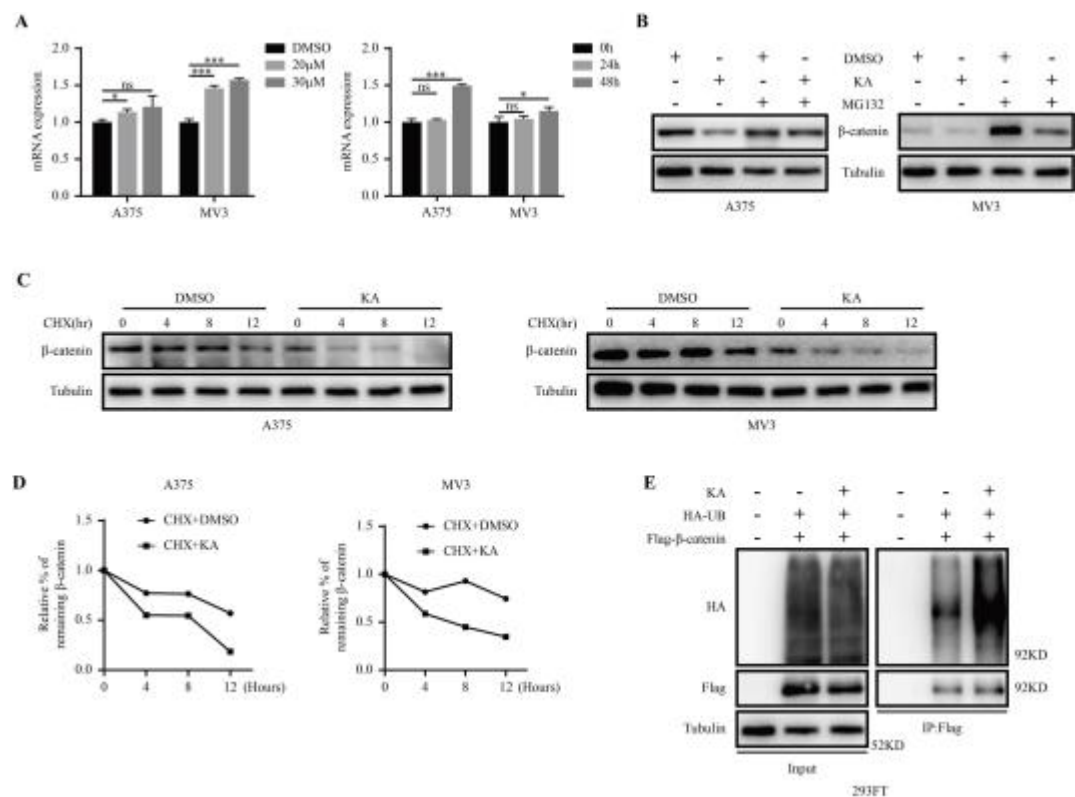 A
DMSO
20μM
30μM
0h
24h
48h
mRNA expression
2.0
1.5
1.0
0.5
0.0
ns
*
***
***
A375
MV3
mRNA expression
2.0
1.5
1.0
0.5
0.0
***
ns
*
ns
A375
MV3
B
+ - + - DMSO + - + -
- + - + KA - + - +
- - + + MG132 - - + +
β-catenin
Tubulin
A375
MV3
C
DMSO KA
CHX(hr) 0 4 8 12 0 4 8 12
β-catenin
Tubulin
A375
DMSO KA
CHX(hr) 0 4 8 12 0 4 8 12
β-catenin
Tubulin
MV3
D
A375
Relative % of
remaining β-catenin
1.5
1.0
0.5
0.0
CHX+DMSO
CHX+KA
0 4 8 12 (Hours)
MV3
Relative % of
remaining β-catenin
1.5
1.0
0.5
0.0
CHX+DMSO
CHX+KA
0 4 8 12 (Hours)
E
KA - - + - - +
HA-UB - + + - + +
Flag-β-catenin - + + - + +
HA
92KD
Flag
92KD
Tubulin
52KD
IP:Flag
Input
293FT